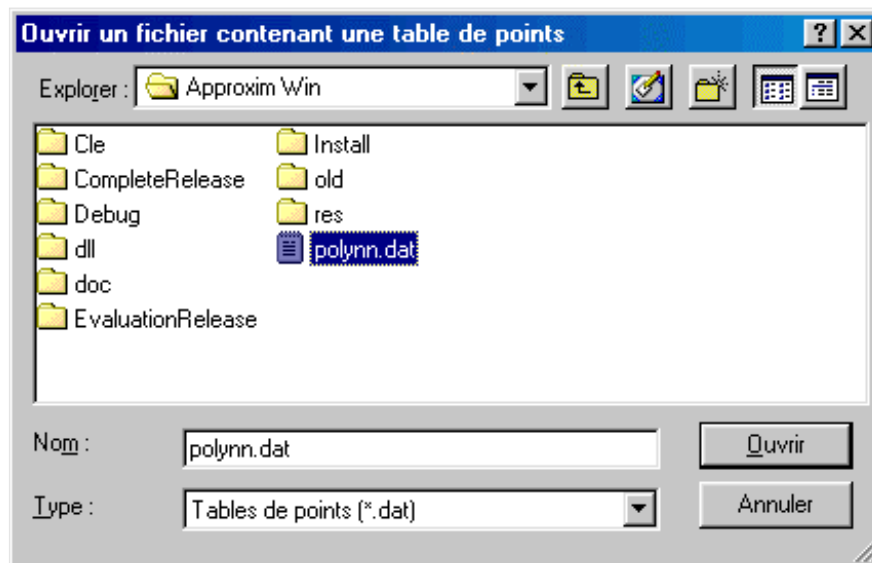 Ouvrir un fichier contenant une table de points
Explorer : Approxim Win
Cle
CompleteRelease
Debug
dll
doc
EvaluationRelease
Install
old
res
polynn.dat
Nom : polynn.dat
Ouvrir
Type : Tables de points (*.dat)
Annuler